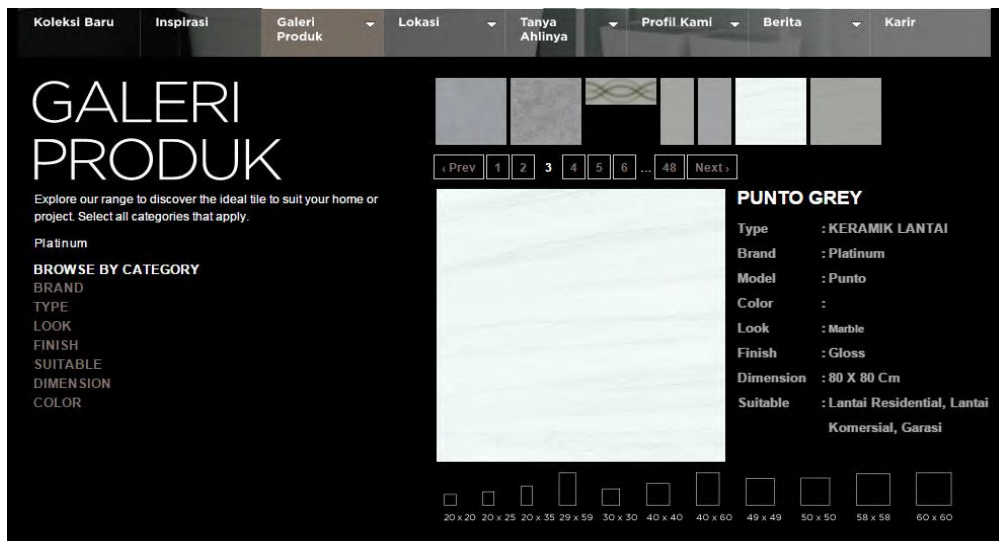 Koleksi Baru Inspirasi Galeri Produk Lokasi Tanya Ahlinya Profil Kami Berita Karir
GALERI
PRODUK
Explore our range to discover the ideal tile to suit your home or
project. Select all categories that apply.
Platinum
BROWSE BY CATEGORY
BRAND
TYPE
LOOK
FINISH
SUITABLE
DIMENSION
COLOR
‹ Prev 1 2 3 4 5 6 ... 48 Next ›
PUNTO GREY
Type : KERAMIK LANTAI
Brand : Platinum
Model : Punto
Color :
Look : Marble
Finish : Gloss
Dimension : 80 X 80 Cm
Suitable : Lantai Residential, Lantai
Komersial, Garasi
20 x 20 20 x 25 20 x 35 29 x 59 30 x 30 40 x 40 40 x 60 49 x 49 50 x 50 58 x 58 60 x 60